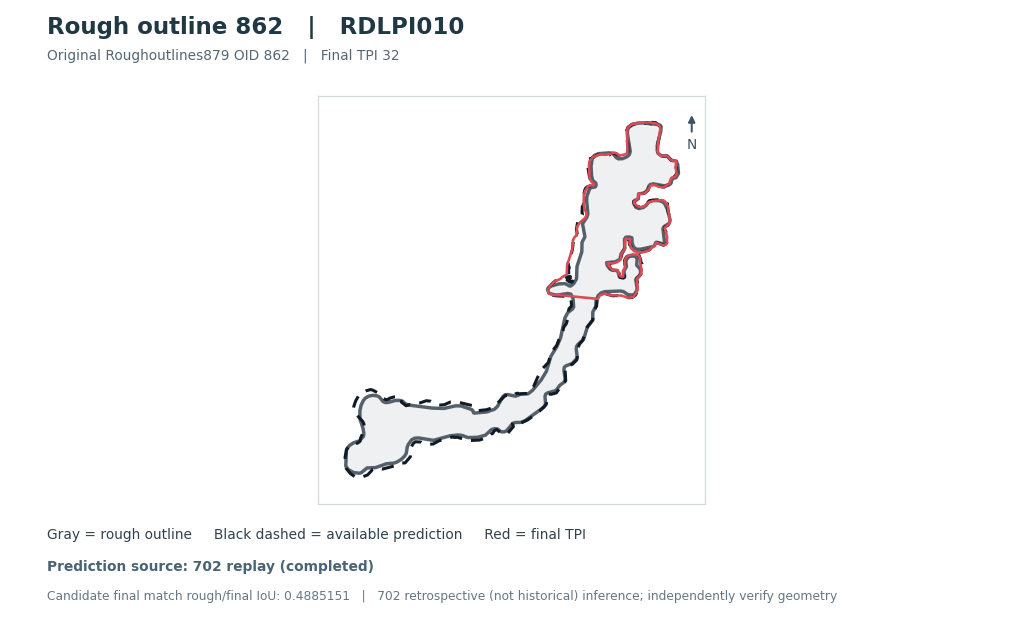 Rough outline 862   |   RDLPI010
Original Roughoutlines879 OID 862   |   Final TPI 32
N
Gray = rough outline     Black dashed = available prediction     Red = final TPI
Prediction source: 702 replay (completed)
Candidate final match rough/final IoU: 0.4885151   |   702 retrospective (not historical) inference; independently verify geometry